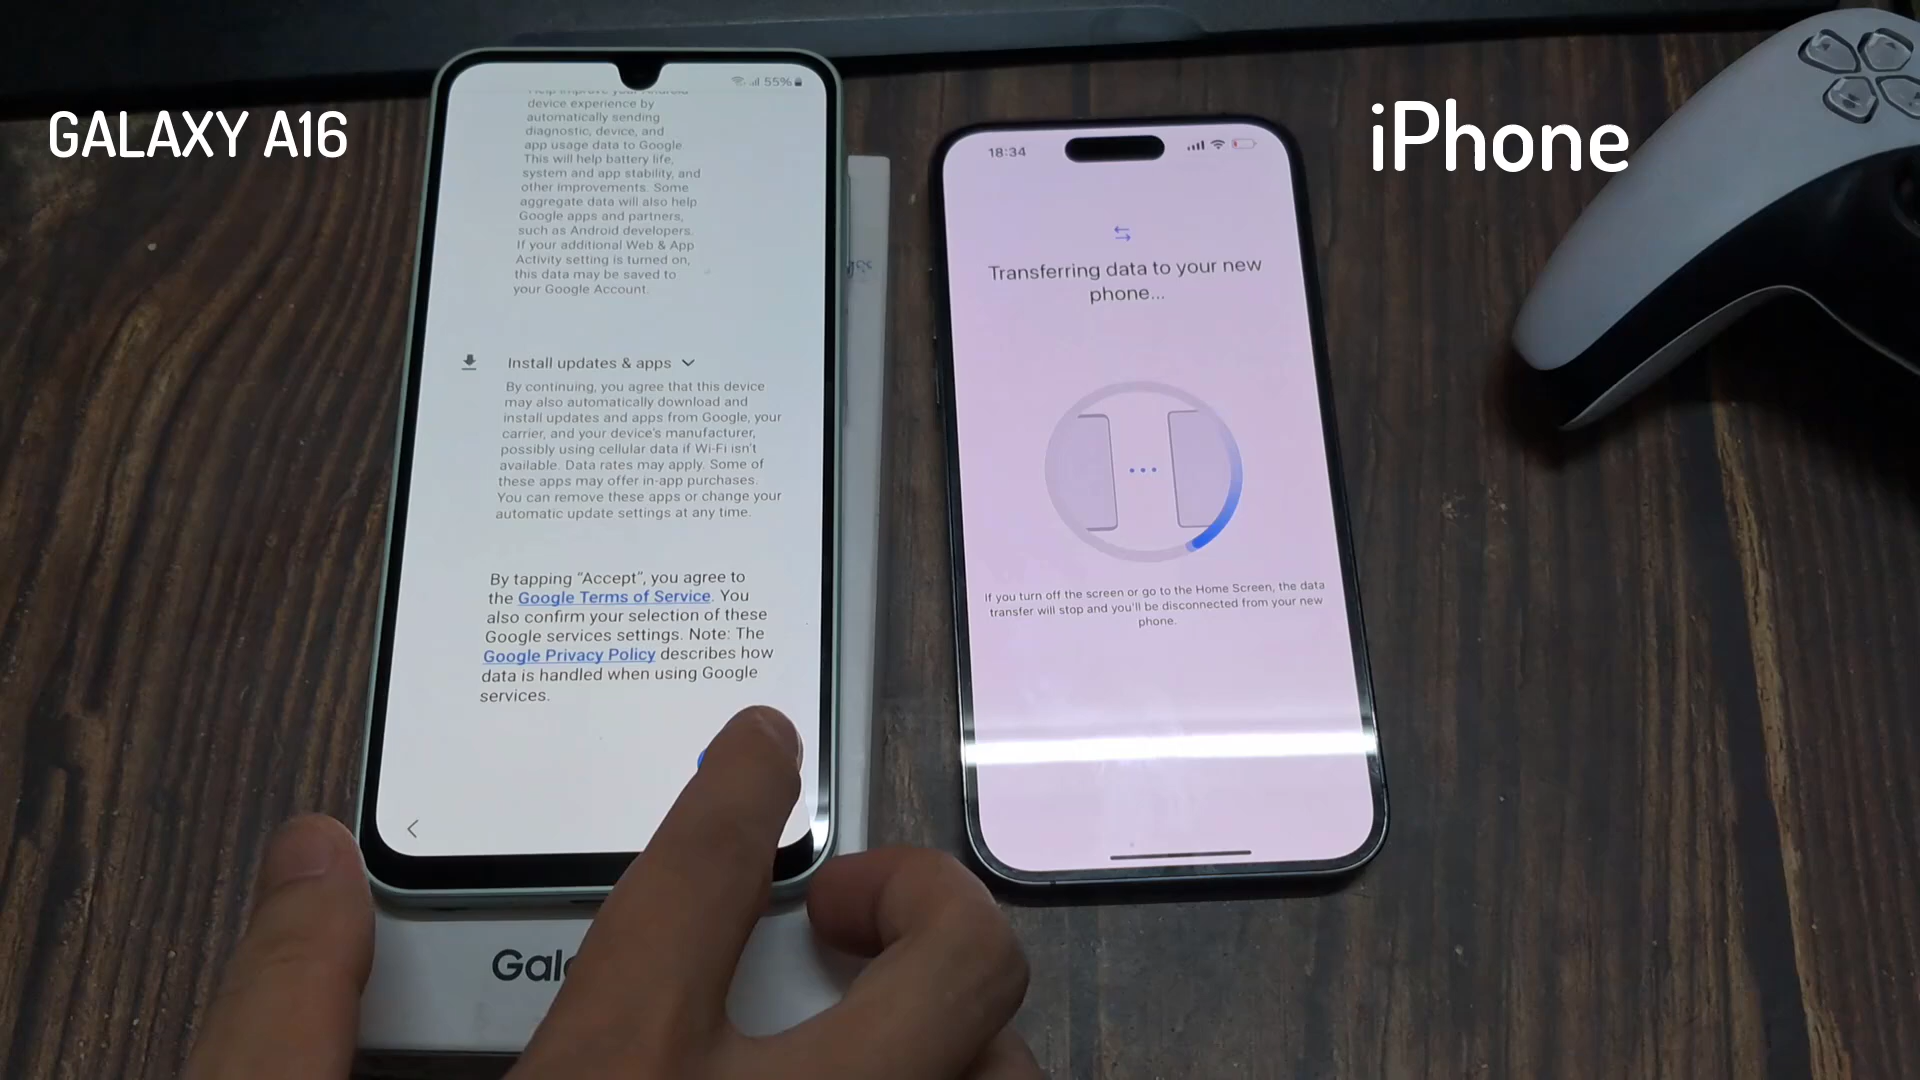 GALAXY A16
iPhone
55%
Help improve your Android
device experience by
automatically sending
diagnostic, device, and
app usage data to Google.
This will help battery life,
system and app stability, and
other improvements. Some
aggregate data will also help
Google apps and partners,
such as Android developers.
If your additional Web & App
Activity setting is turned on,
this data may be saved to
your Google Account.
Install updates & apps
By continuing, you agree that this device
may also automatically download and
install updates and apps from Google, your
carrier, and your device's manufacturer,
possibly using cellular data if Wi-Fi isn't
available. Data rates may apply. Some of
these apps may offer in-app purchases.
You can remove these apps or change your
automatic update settings at any time.
By tapping “Accept”, you agree to
the Google Terms of Service. You
also confirm your selection of these
Google services settings. Note: The
Google Privacy Policy describes how
data is handled when using Google
services.
18:34
Transferring data to your new
phone...
If you turn off the screen or go to the Home Screen, the data
transfer will stop and you'll be disconnected from your new
phone.